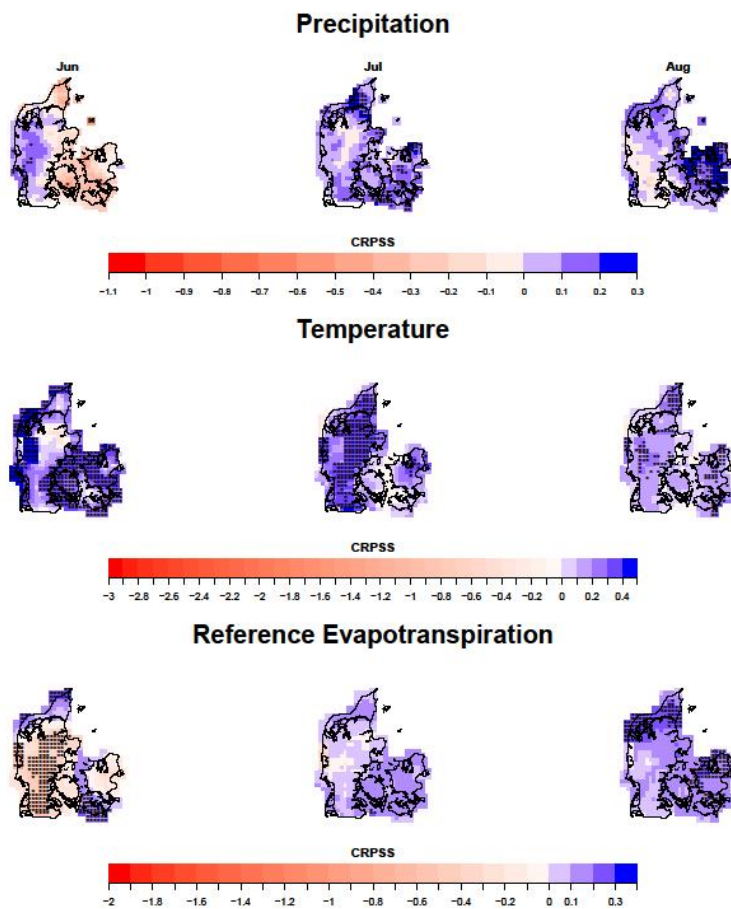 Precipitation
Jun Jul Aug
CRPSS
−1.1 −1 −0.9 −0.8 −0.7 −0.6 −0.5 −0.4 −0.3 −0.2 −0.1 0 0.1 0.2 0.3
Temperature
CRPSS
−3 −2.8 −2.6 −2.4 −2.2 −2 −1.8 −1.6 −1.4 −1.2 −1 −0.8 −0.6 −0.4 −0.2 0 0.2 0.4
Reference Evapotranspiration
CRPSS
−2 −1.8 −1.6 −1.4 −1.2 −1 −0.8 −0.6 −0.4 −0.2 0 0.1 0.3